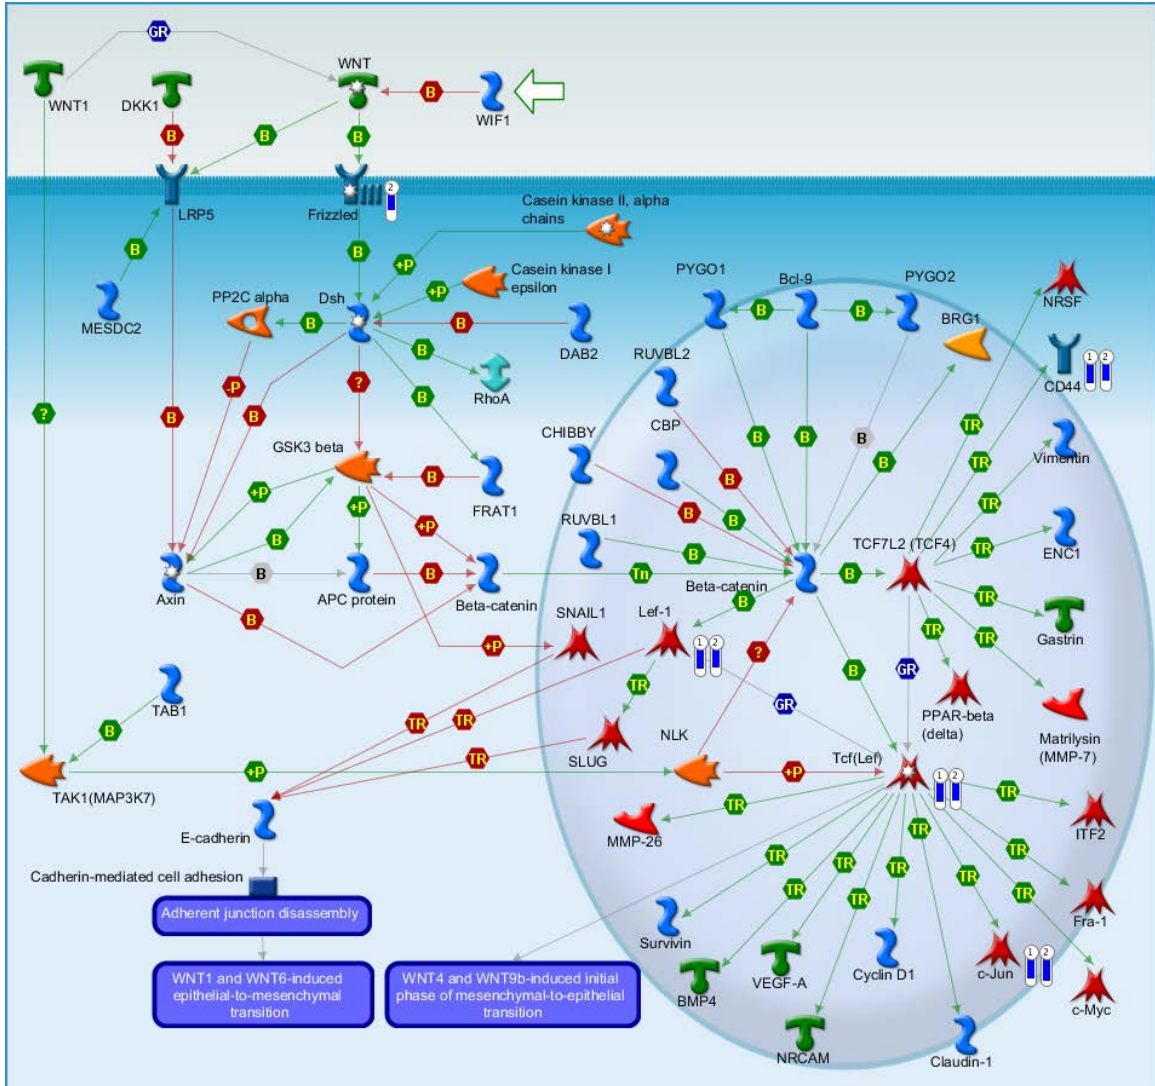 GR
WNT
WNT1
DKK1
B
WIF1
B
B
B
2
LRP5
Frizzled
Casein kinase II, alpha
chains
B
B
+P
+P
Casein kinase I
epsilon
PYGO1
Bcl-9
PYGO2
NRSF
MESDC2
PP2C alpha
Dsh
B
B
DAB2
B
B
BRG1
1 2
CD44
-P
B
RhoA
RUVBL2
?
B
B
?
B
CHIBBY
CBP
B
B
B
B
TR
TR
Vimentin
GSK3 beta
+P
+P
B
FRAT1
+P
B
B
B
TR
B
RUVBL1
B
TCF7L2 (TCF4)
TR
ENC1
Axin
B
APC protein
B
Beta-catenin
Tn
Beta-catenin
B
B
TR
Gastrin
B
SNAIL1
Lef-1
+P
1 2
?
B
TR
TR
GR
TAB1
TR
GR
PPAR-beta
(delta)
Matrilysin
(MMP-7)
B
TR
TR
TR
SLUG
NLK
Tcf(Lef)
TAK1(MAP3K7)
+P
+P
1 2
TR
TR
MMP-26
ITF2
E-cadherin
TR
TR
TR
TR
TR
TR
TR
TR
Cadherin-mediated cell adhesion
Adherent junction disassembly
Fra-1
Survivin
VEGF-A
Cyclin D1
c-Jun
1 2
BMP4
c-Myc
WNT1 and WNT6-induced
epithelial-to-mesenchymal
transition
WNT4 and WNT9b-induced initial
phase of mesenchymal-to-epithelial
transition
NRCAM
Claudin-1